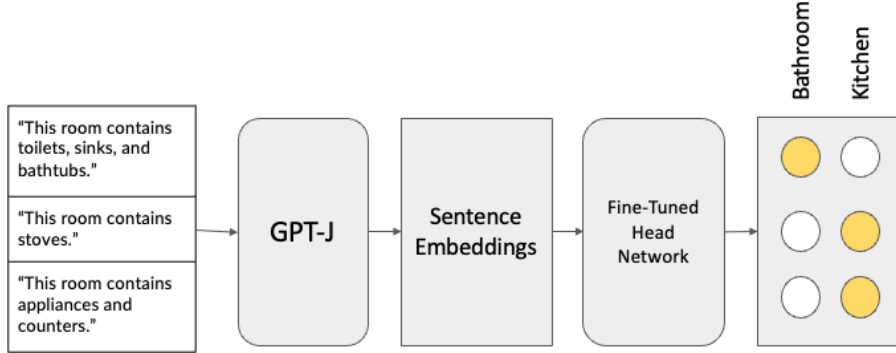 Bathroom
Kitchen
“This room contains
toilets, sinks, and
bathtubs.”
“This room contains
stoves.”
“This room contains
appliances and
counters.”
GPT-J
Sentence
Embeddings
Fine-Tuned
Head
Network